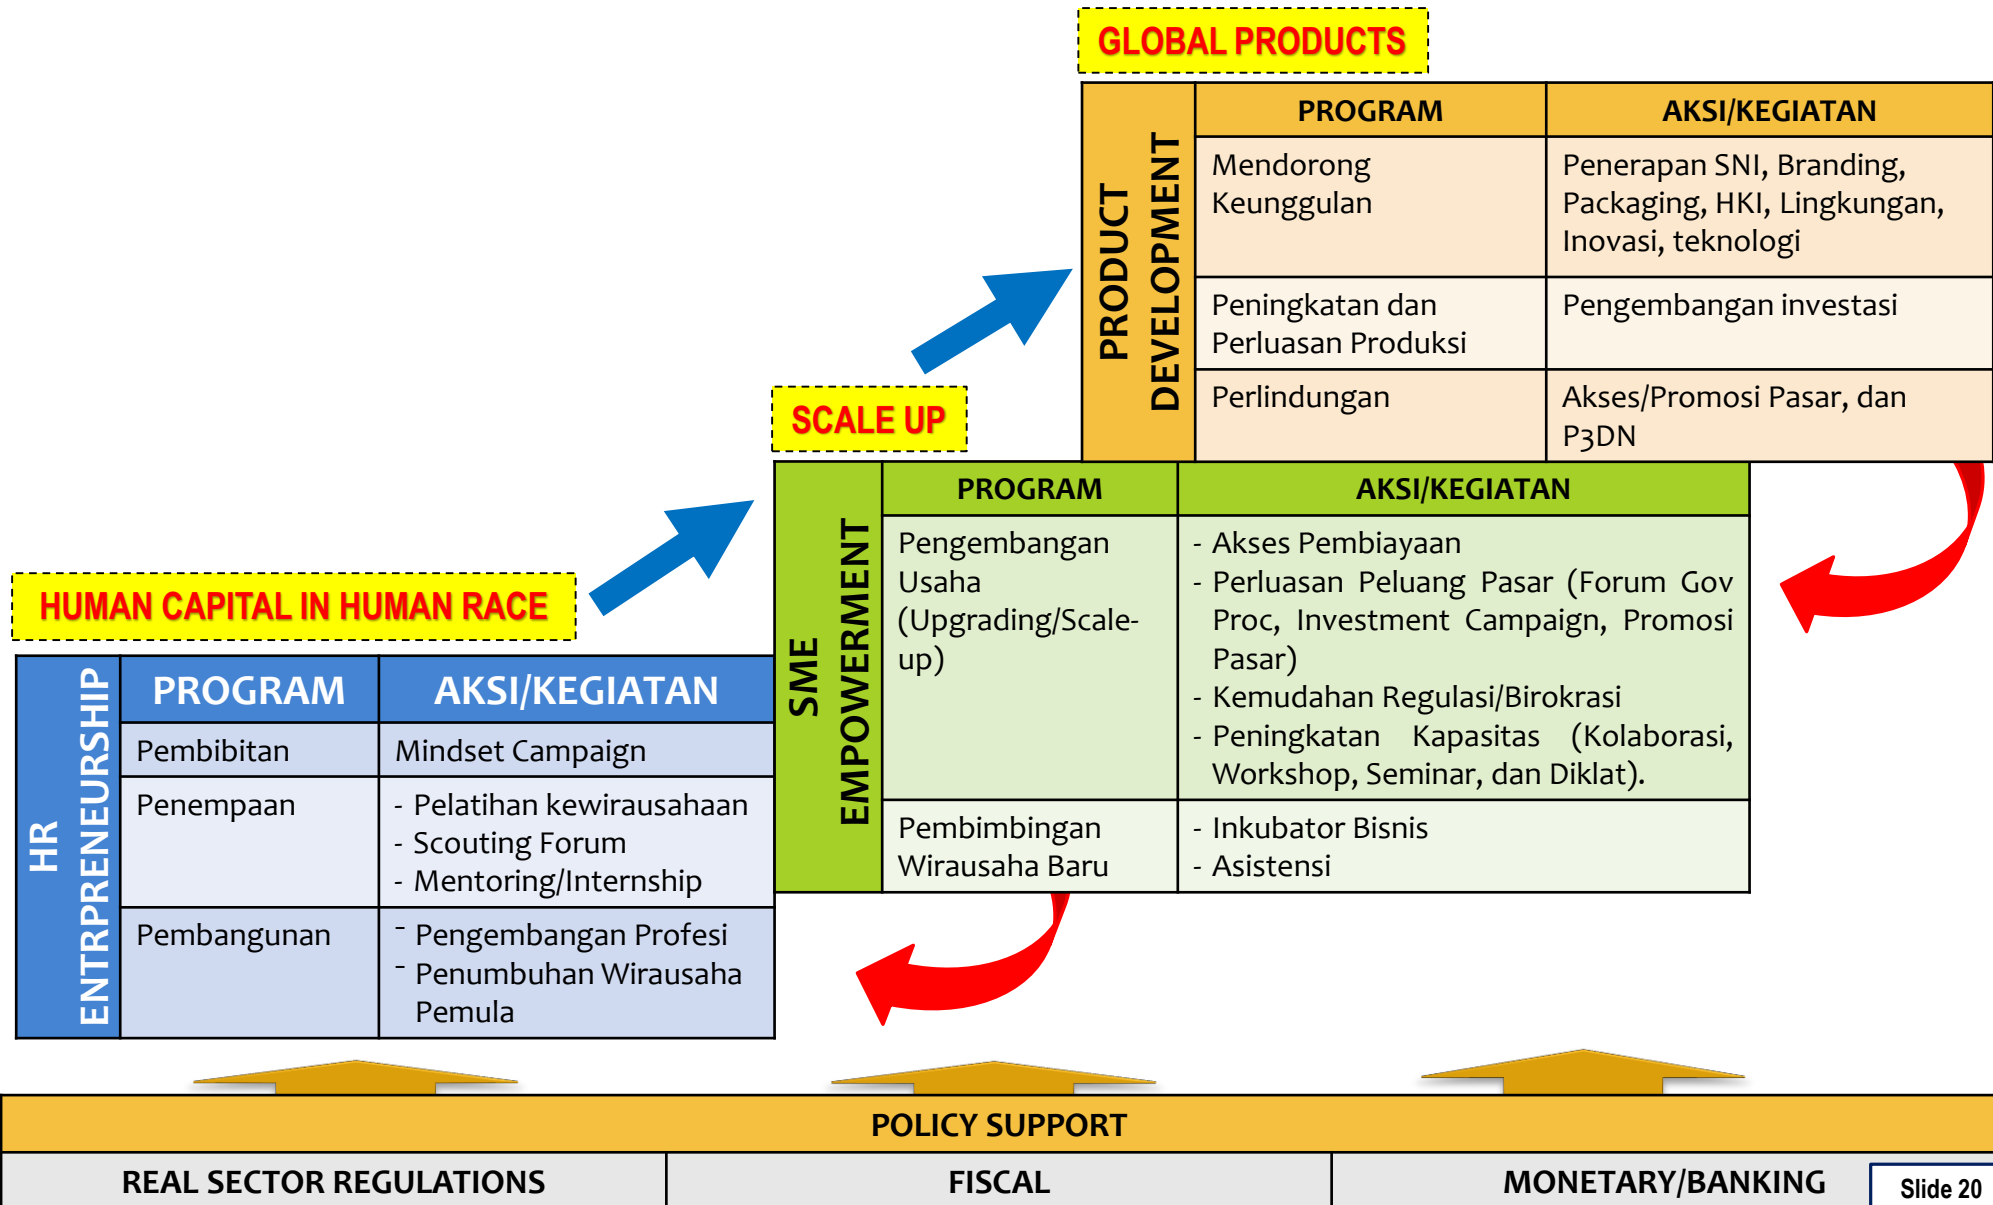 GLOBAL PRODUCTS
PRODUCT
DEVELOPMENT
PROGRAM
AKSI/KEGIATAN
Mendorong
Keunggulan
Penerapan SNI, Branding,
Packaging, HKI, Lingkungan,
Inovasi, teknologi
Peningkatan dan
Perluasan Produksi
Pengembangan investasi
Perlindungan
Akses/Promosi Pasar, dan
P3DN
SCALE UP
SME
EMPOWERMENT
PROGRAM
AKSI/KEGIATAN
Pengembangan
Usaha
(Upgrading/Scale-
up)
- Akses Pembiayaan
- Perluasan Peluang Pasar (Forum Gov
Proc, Investment Campaign, Promosi
Pasar)
- Kemudahan Regulasi/Birokrasi
- Peningkatan Kapasitas (Kolaborasi,
Workshop, Seminar, dan Diklat).
Pembimbingan
Wirausaha Baru
- Inkubator Bisnis
- Asistensi
HUMAN CAPITAL IN HUMAN RACE
HR
ENTRPRENEURSHIP
PROGRAM
AKSI/KEGIATAN
Pembibitan
Mindset Campaign
Penempaan
- Pelatihan kewirausahaan
- Scouting Forum
- Mentoring/Internship
Pembangunan
- Pengembangan Profesi
- Penumbuhan Wirausaha
Pemula
POLICY SUPPORT
REAL SECTOR REGULATIONS
FISCAL
MONETARY/BANKING
Slide 20